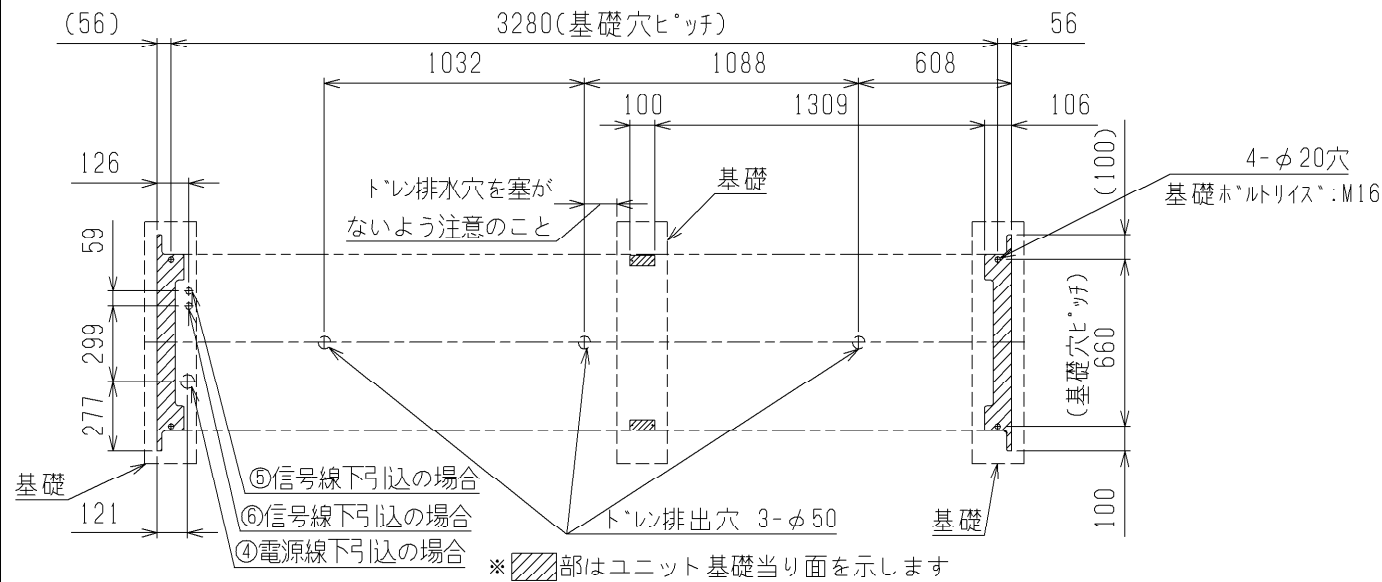 (56)
3280(基礎穴ﾋﾟｯﾁ)
56
1032
1088
608
100
1309
106
126
ﾄﾞﾚﾝ排水穴を塞が
ないよう注意のこと
基礎
(100)
4-φ20穴
基礎ﾎﾞﾙﾄﾘｲｽﾞ:M16
59
299
277
(基礎穴ﾋﾟｯﾁ)
660
100
基礎
121
⑤信号線下引込の場合
⑥信号線下引込の場合
④電源線下引込の場合
ﾄﾞﾚﾝ排出穴 3-φ50
基礎
※部はユニット基礎当り面を示します